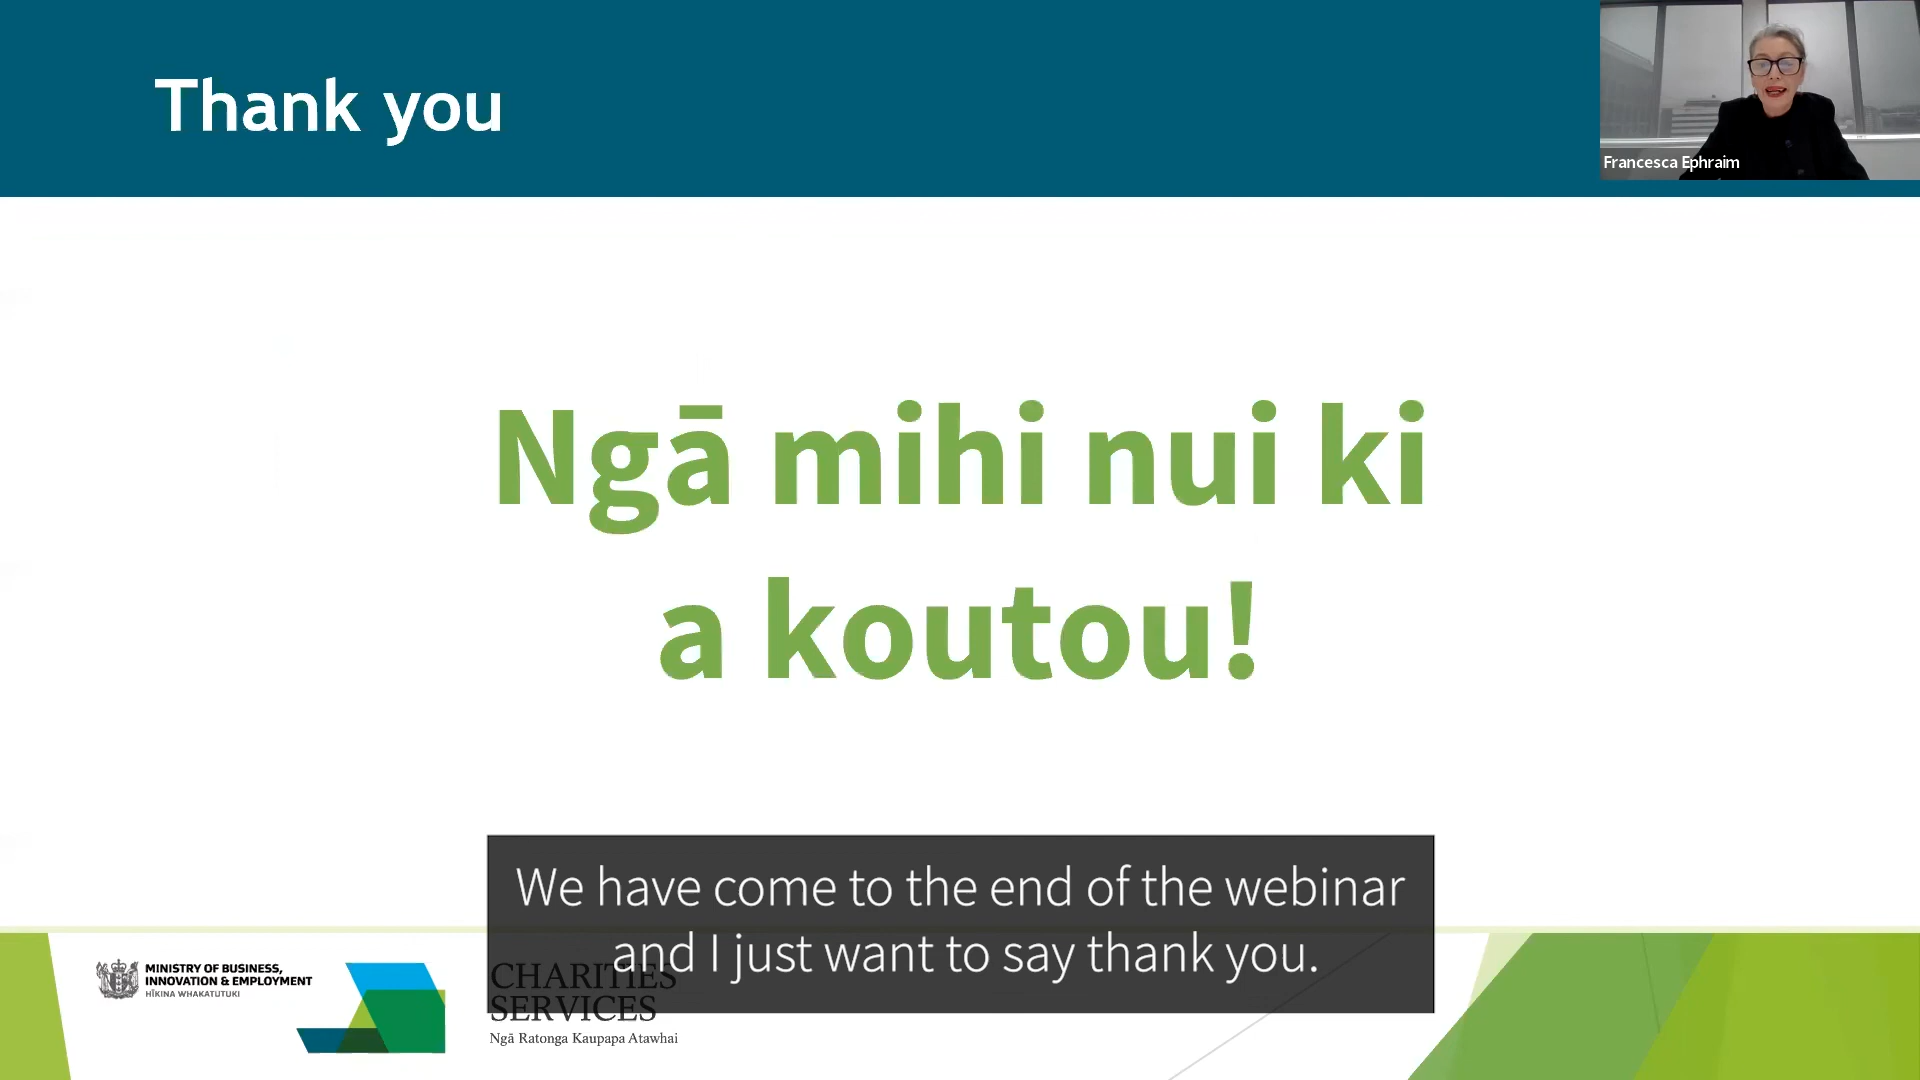 Thank you
Francesca Ephraim
Ngā mihi nui ki
a koutou!
We have come to the end of the webinar
and I just want to say thank you.
MINISTRY OF BUSINESS,
INNOVATION & EMPLOYMENT
HĪKINA WHAKATUTUKI
CHARITIES
SERVICES
Ngā Ratonga Kaupapa Atawhai